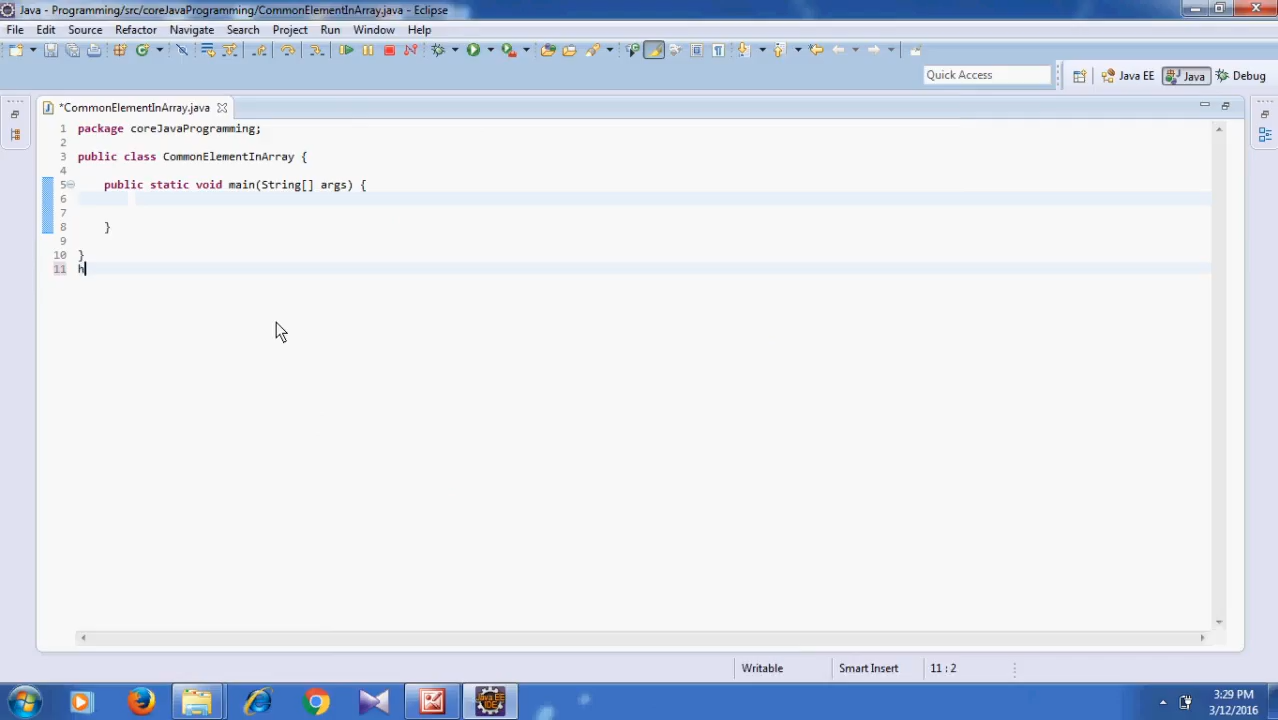 Java - Programming/src/coreJavaProgramming/CommonElementInArray.java - Eclipse
File Edit Source Refactor Navigate Search Project Run Window Help
Quick Access
Java EE
Java
Debug
*CommonElementInArray.java
1 package coreJavaProgramming;
2
3 public class CommonElementInArray {
4
5 public static void main(String[] args) {
6
7
8 }
9
10 }
11 h
Writable Smart Insert 11 : 2
Java EE
IDE
3:29 PM
3/12/2016